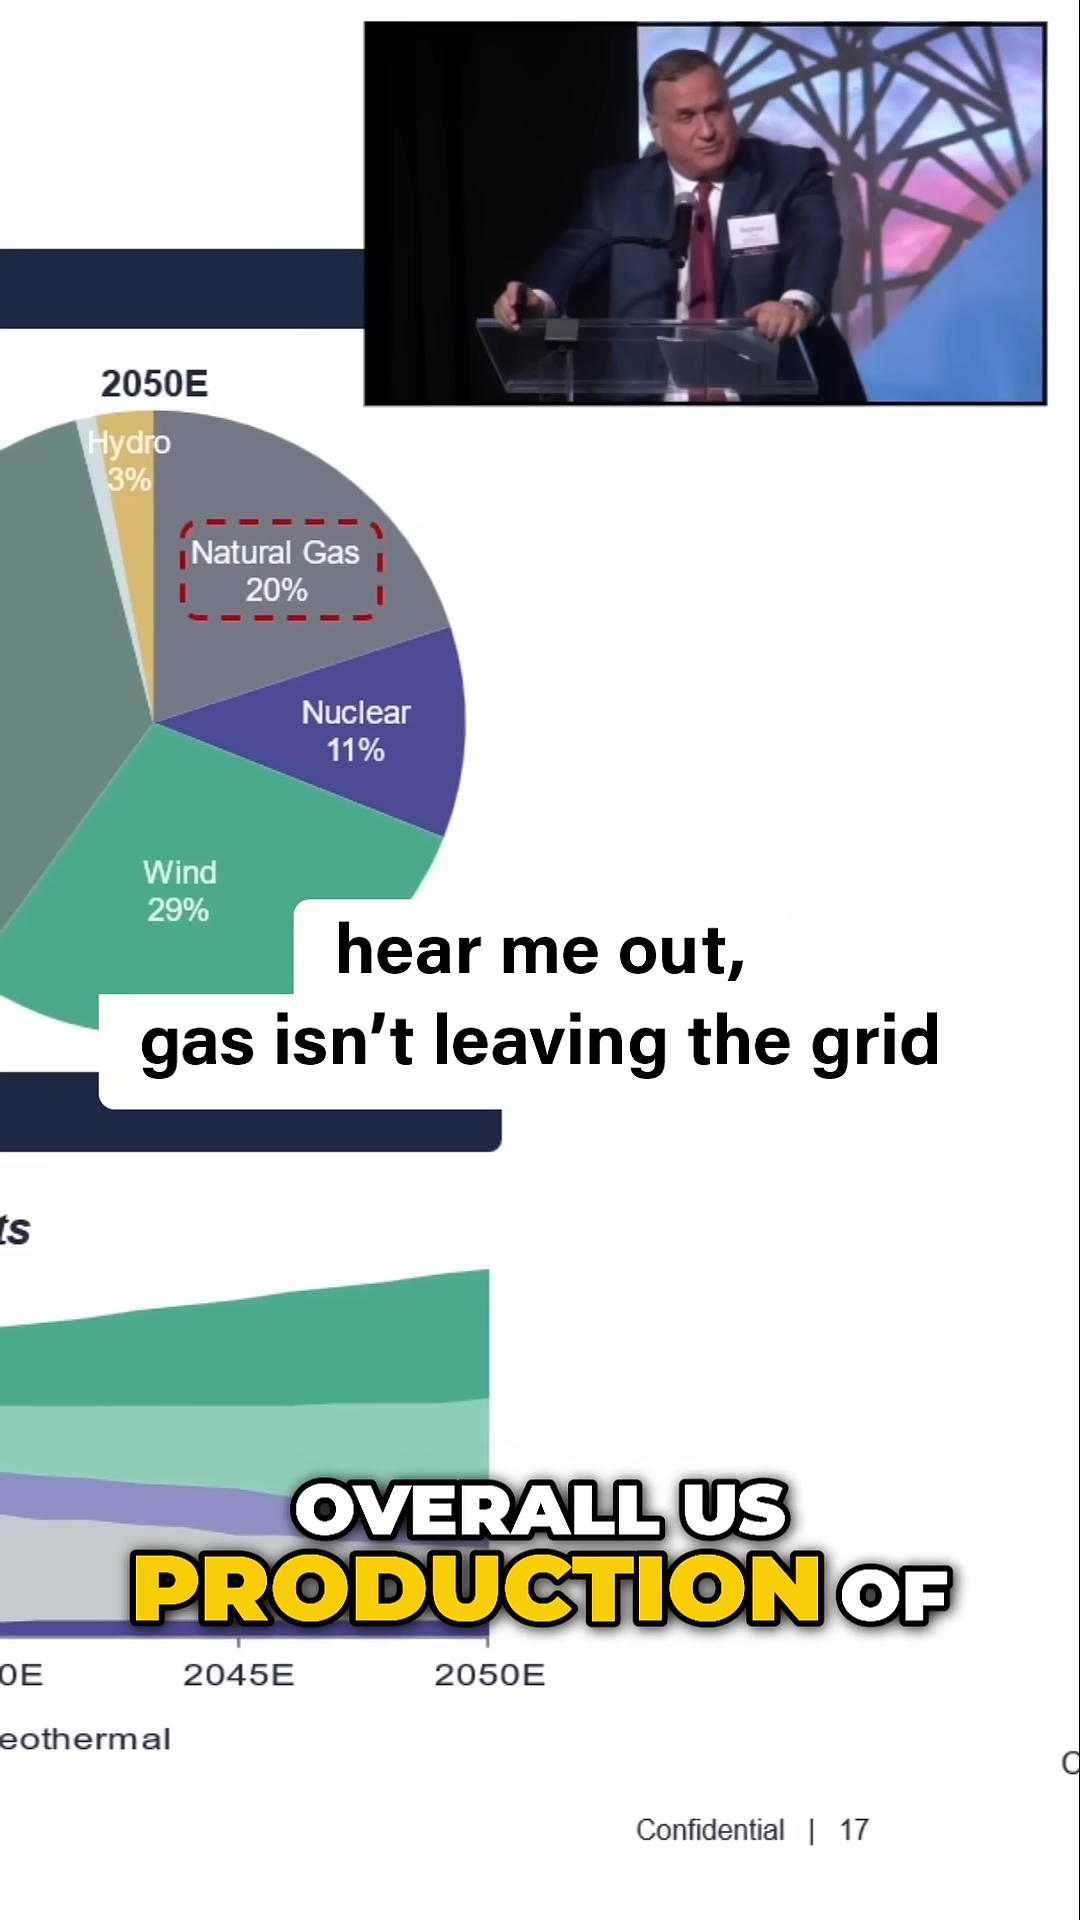 2050E
Hydro
3%
Natural Gas
20%
Nuclear
11%
Wind
29%
hear me out,
gas isn’t leaving the grid
ts
OVERALL US
PRODUCTION OF
0E
2045E
2050E
eothermal
C
Confidential | 17